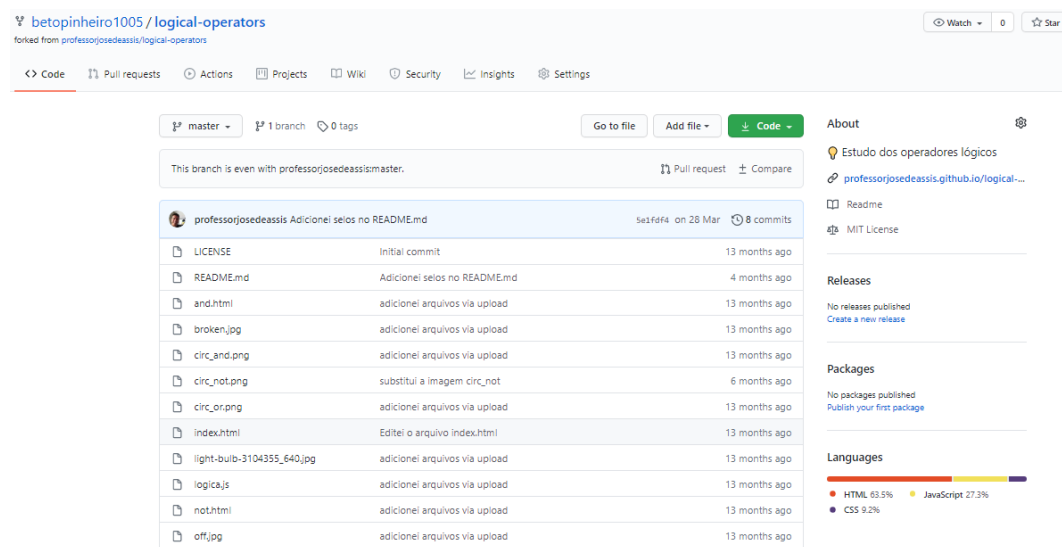 betopinheiro1005 / logical-operators
Watch 0 Star
forked from professorjosedeassis/logical-operators
<> Code Pull requests Actions Projects Wiki Security Insights Settings
master 1 branch 0 tags Go to file Add file Code
This branch is even with professorjosedeassis:master. Pull request Compare
professorjosedeassis Adicionei selos no README.md 5e1fdf4 on 28 Mar 8 commits
LICENSE Initial commit 13 months ago
README.md Adicionei selos no README.md 4 months ago
and.html adicionei arquivos via upload 13 months ago
broken.jpg adicionei arquivos via upload 13 months ago
circ_and.png adicionei arquivos via upload 13 months ago
circ_not.png substitui a imagem circ_not 6 months ago
circ_or.png adicionei arquivos via upload 13 months ago
index.html Editei o arquivo index.html 13 months ago
light-bulb-3104355_640.jpg adicionei arquivos via upload 13 months ago
logica.js adicionei arquivos via upload 13 months ago
not.html adicionei arquivos via upload 13 months ago
off.jpg adicionei arquivos via upload 13 months ago
About
Estudo dos operadores lógicos
professorjosedeassis.github.io/logical-...
Readme
MIT License
Releases
No releases published
Create a new release
Packages
No packages published
Publish your first package
Languages
HTML 63.5% JavaScript 27.3%
CSS 9.2%